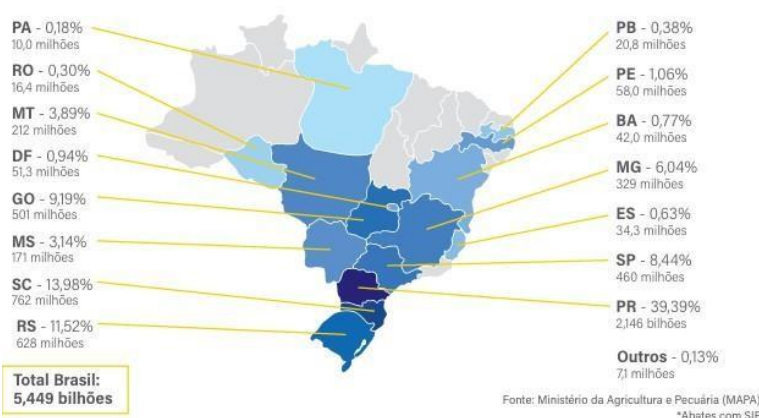 PA - 0,18%
10,0 milhões
RO - 0,30%
16,4 milhões
MT - 3,89%
212 milhões
DF - 0,94%
51,3 milhões
GO - 9,19%
501 milhões
MS - 3,14%
171 milhões
SC - 13,98%
762 milhões
RS - 11,52%
628 milhões
Total Brasil:
5,449 bilhões
PB - 0,38%
20,8 milhões
PE - 1,06%
58,0 milhões
BA - 0,77%
42,0 milhões
MG - 6,04%
329 milhões
ES - 0,63%
34,3 milhões
SP - 8,44%
460 milhões
PR - 39,39%
2,146 bilhões
Outros - 0,13%
7,1 milhões
Fonte: Ministério da Agricultura e Pecuária (MAPA)
*Abates com SIF